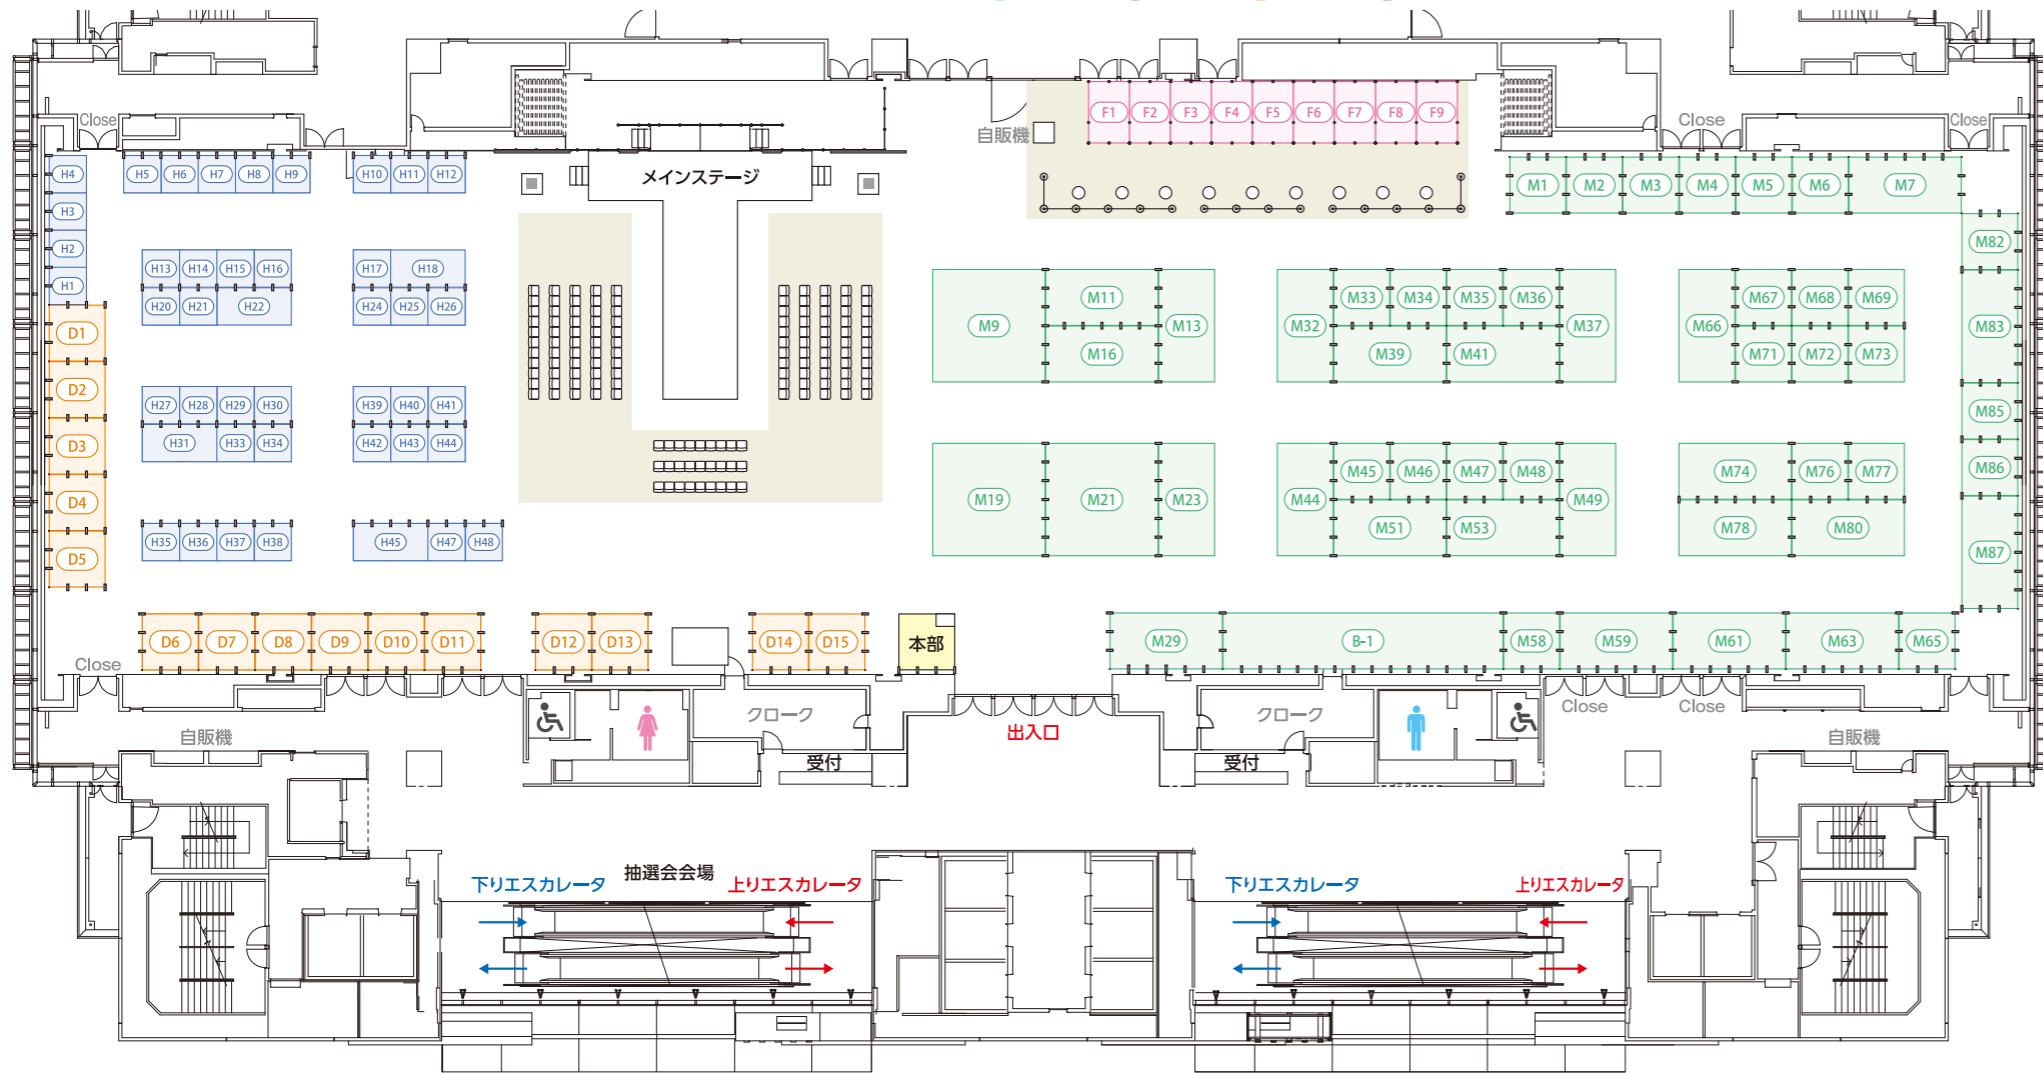 Close
自販機
F1 F2 F3 F4 F5 F6 F7 F8 F9
Close
Close
H4
H3
H2
H1
H5 H6 H7 H8 H9
H10 H11 H12
メインステージ
M1 M2 M3 M4 M5 M6 M7
M82
M83
M85
M86
M87
H13 H14 H15 H16
H20 H21 H22
H17 H18
H24 H25 H26
M9 M11 M13
M16
M32 M33 M34 M35 M36 M37
M39 M41
M66 M67 M68 M69
M71 M72 M73
D1
D2
D3
D4
D5
H27 H28 H29 H30
H31 H33 H34
H39 H40 H41
H42 H43 H44
M19 M21 M23
M44 M45 M46 M47 M48 M49
M51 M53
M74 M76 M77
M78 M80
H35 H36 H37 H38
H45 H47 H48
D6 D7 D8 D9 D10 D11
D12 D13
D14 D15
本部
M29 B-1 M58 M59 M61 M63 M65
Close
クローク
出入口
クローク
Close
Close
自販機
受付
受付
自販機
下りエスカレータ
抽選会会場
上りエスカレータ
下りエスカレータ
上りエスカレータ